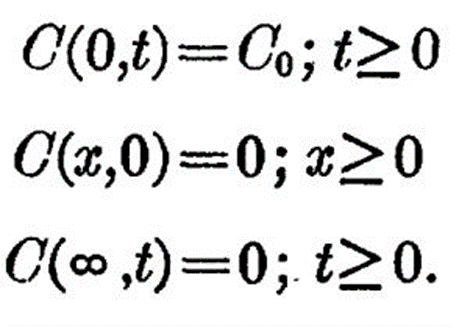 C(0,t)=C₀; t≥0
C(x,0)=0; x≥0
C(∞,t)=0; t≥0.